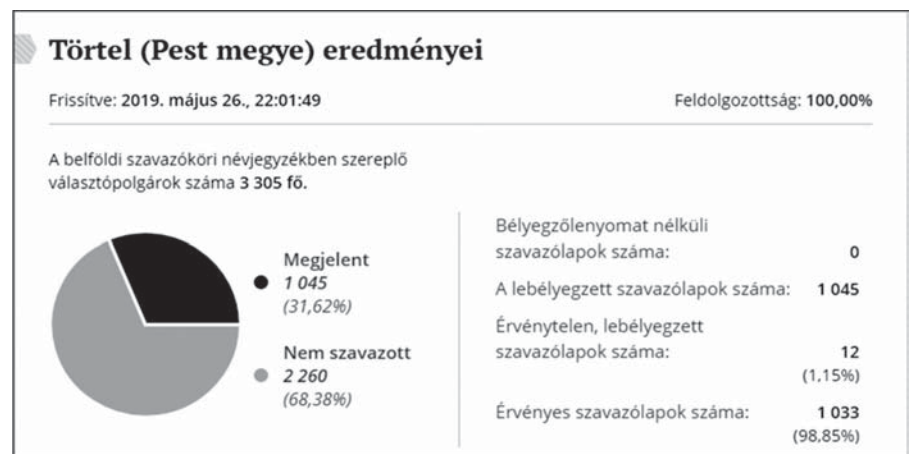 Törtel (Pest megye) eredményei
Frissítve: 2019. május 26., 22:01:49
Feldolgozottság: 100,00%
A belföldi szavazóköri névjegyzékben szereplő
választópolgárok száma 3 305 fő.
Megjelent
1 045
(31,62%)
Nem szavazott
2 260
(68,38%)
Bélyegzőlenyomat nélküli
szavazólapok száma: 0
A lebélyegzett szavazólapok száma: 1 045
Érvénytelen, lebélyegzett
szavazólapok száma: 12
(1,15%)
Érvényes szavazólapok száma: 1 033
(98,85%)